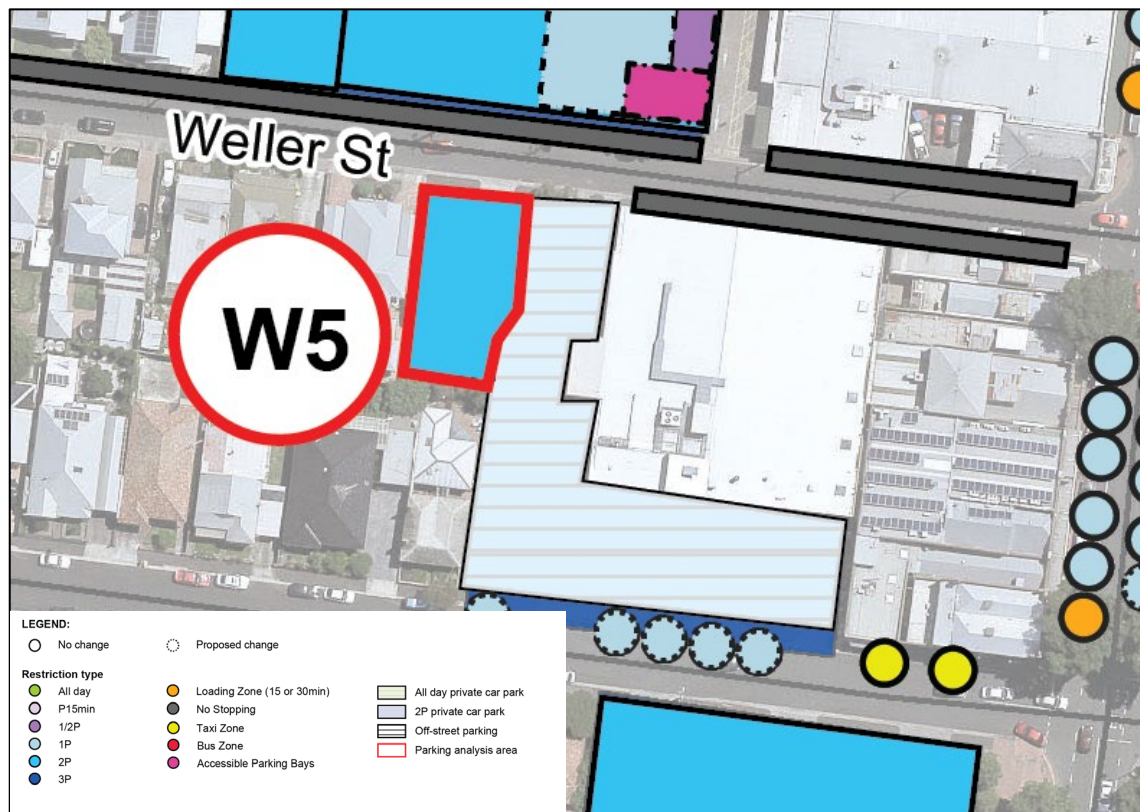 Weller St
W5
LEGEND:
No change
Proposed change
Restriction type
All day
P15min
1/2P
1P
2P
3P
Loading Zone (15 or 30min)
No Stopping
Taxi Zone
Bus Zone
Accessible Parking Bays
All day private car park
2P private car park
Off-street parking
Parking analysis area